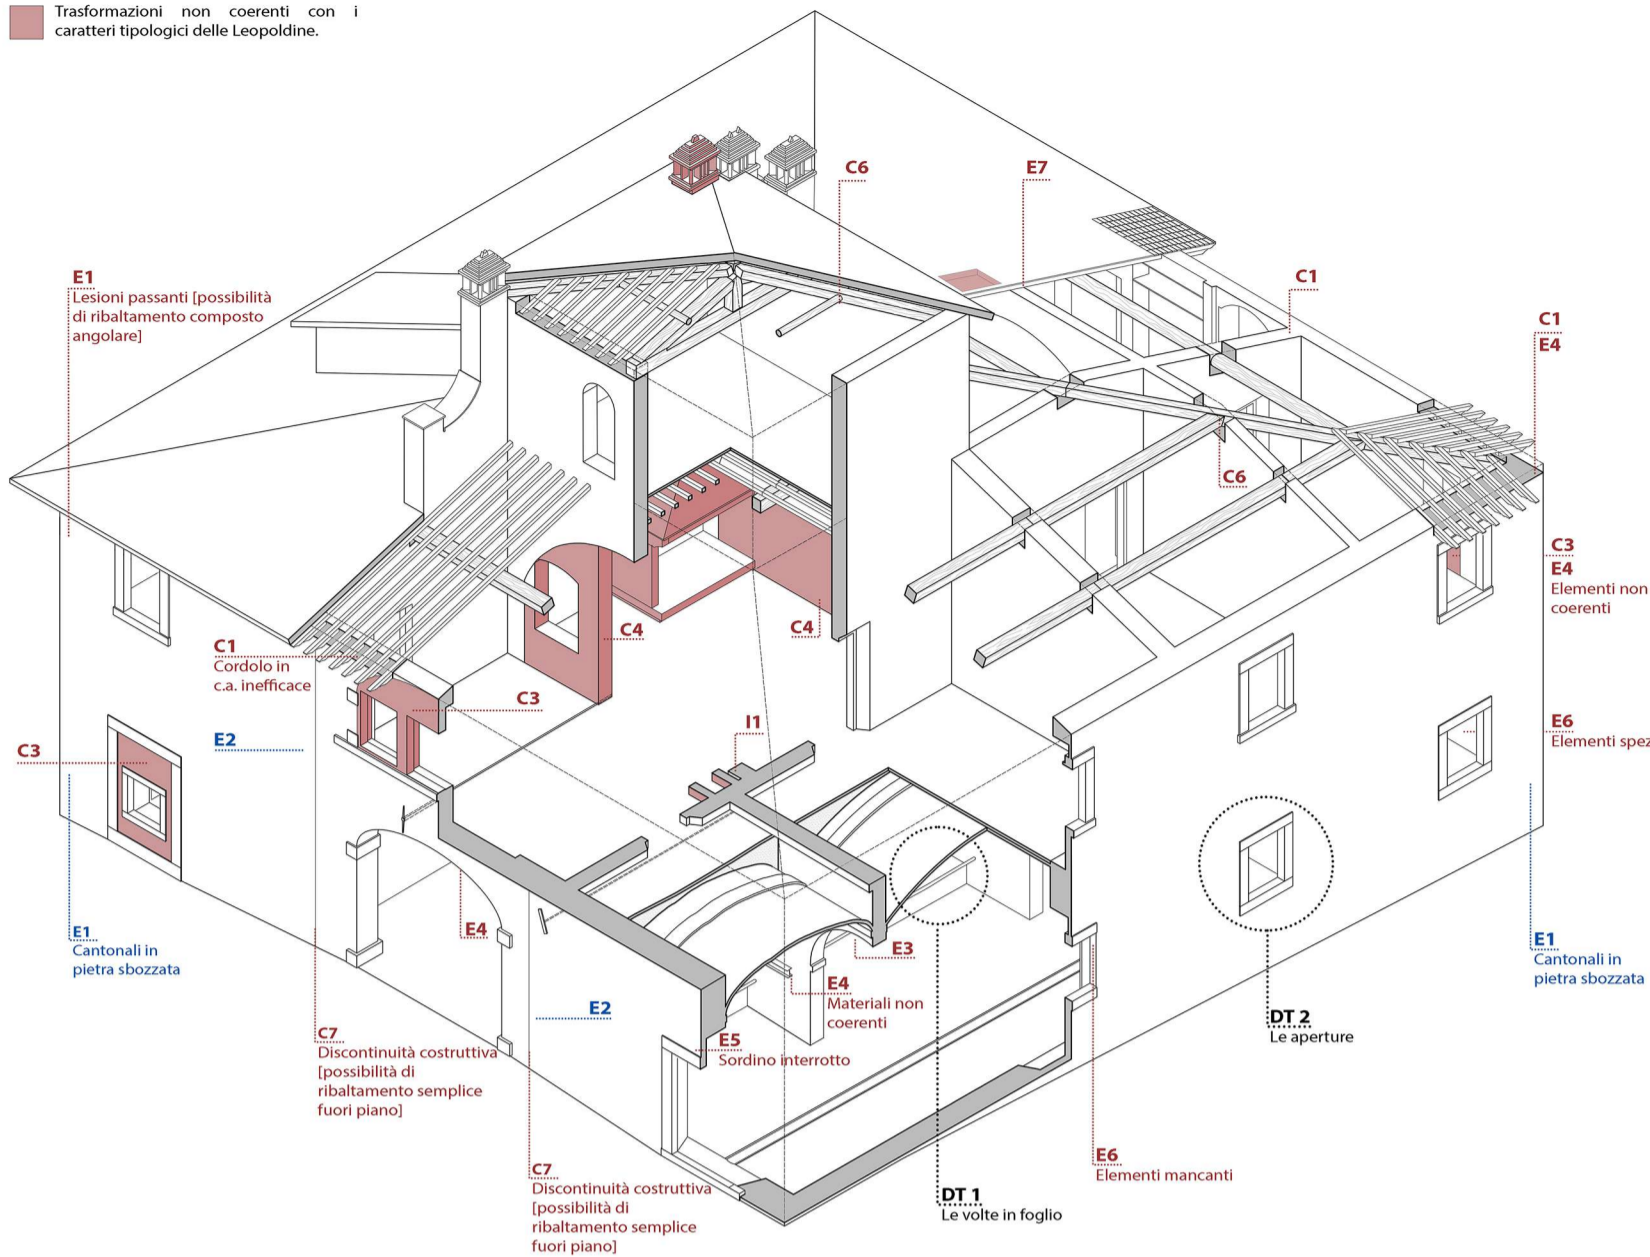 Trasformazioni non coerenti con i
caratteri tipologici delle Leopoldine.
C6
E7
E1
Lesioni passanti [possibilità
di ribaltamento composto
angolare]
C1
C1
E4
C6
C3
E4
Elementi non
coerenti
C4
C4
C1
Cordolo in
c.a. inefficace
C3
I1
E2
C3
E6
Elementi spez
E1
Cantonali in
pietra sbozzata
E4
E3
E4
Materiali non
coerenti
E1
Cantonali in
pietra sbozzata
E2
C7
Discontinuità costruttiva
[possibilità di
ribaltamento semplice
fuori piano]
E5
Sordino interrotto
DT 2
Le aperture
C7
Discontinuità costruttiva
[possibilità di
ribaltamento semplice
fuori piano]
E6
Elementi mancanti
DT 1
Le volte in foglio